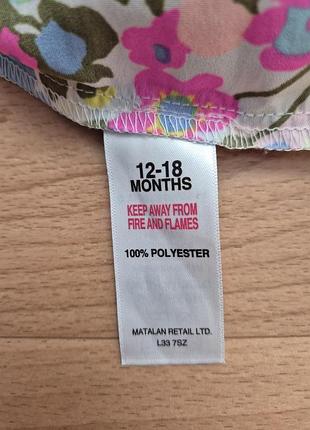 12-18
MONTHS
KEEP AWAY FROM
FIRE AND FLAMES
100% POLYESTER
MATALAN RETAIL LTD.
L33 7SZ